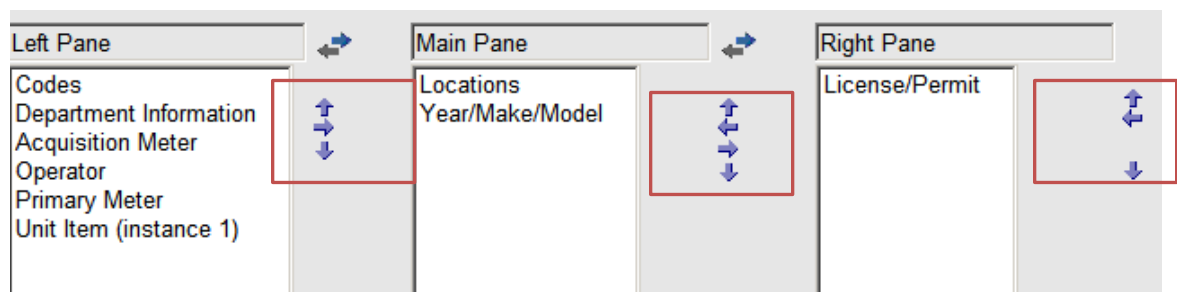 Left Pane
Main Pane
Right Pane
Codes
Department Information
Acquisition Meter
Operator
Primary Meter
Unit Item (instance 1)
Locations
Year/Make/Model
License/Permit